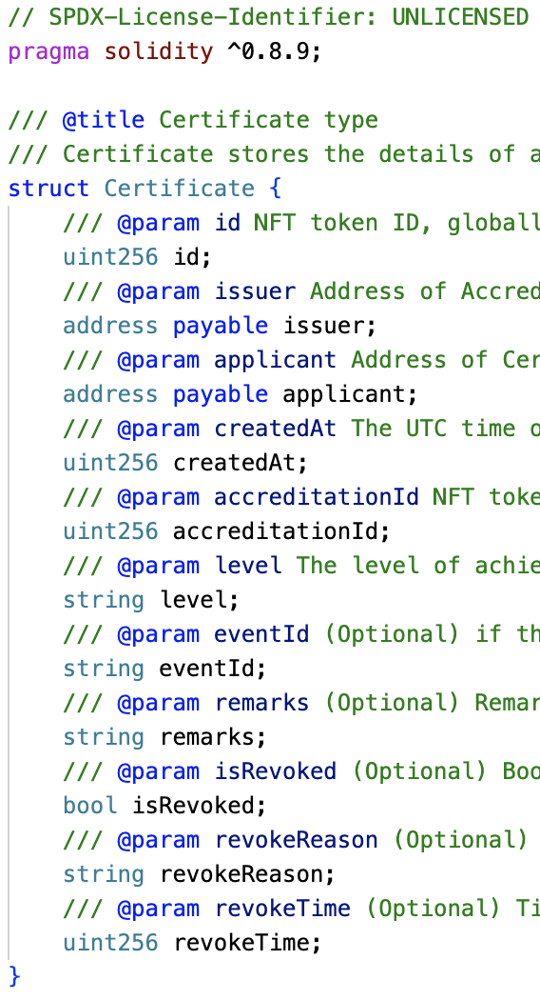 // SPDX-License-Identifier: UNLICENSED
pragma solidity ^0.8.9;
/// @title Certificate type
/// Certificate stores the details of a
struct Certificate {
/// @param id NFT token ID, globall
uint256 id;
/// @param issuer Address of Accred
address payable issuer;
/// @param applicant Address of Cer
address payable applicant;
/// @param createdAt The UTC time o
uint256 createdAt;
/// @param accreditationId NFT toke
uint256 accreditationId;
/// @param level The level of achie
string level;
/// @param eventId (Optional) if th
string eventId;
/// @param remarks (Optional) Remar
string remarks;
/// @param isRevoked (Optional) Boo
bool isRevoked;
/// @param revokeReason (Optional)
string revokeReason;
/// @param revokeTime (Optional) Ti
uint256 revokeTime;
}